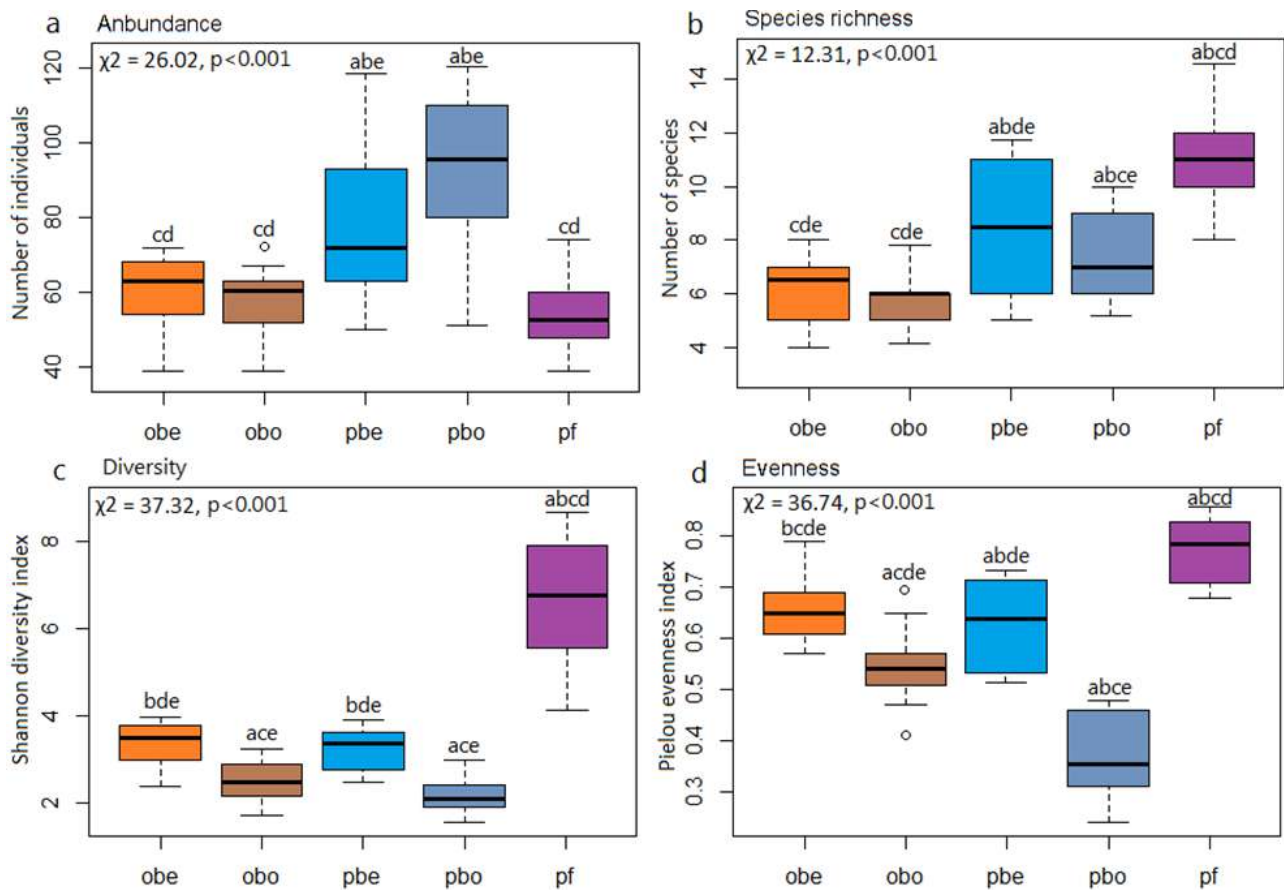 a Anbundance
χ2 = 26.02, p<0.001
Number of individuals
120
100
80
60
40
cd
cd
abe
abe
cd
obe obo pbe pbo pf
b Species richness
χ2 = 12.31, p<0.001
Number of species
14
12
10
8
6
4
cde
cde
abde
abce
abcd
obe obo pbe pbo pf
c Diversity
χ2 = 37.32, p<0.001
Shannon diversity index
8
6
4
2
bde
ace
bde
ace
abcd
obe obo pbe pbo pf
d Evenness
χ2 = 36.74, p<0.001
Pielou evenness index
0.8
0.7
0.6
0.5
0.4
0.3
bcde
acde
abde
abce
abcd
obe obo pbe pbo pf